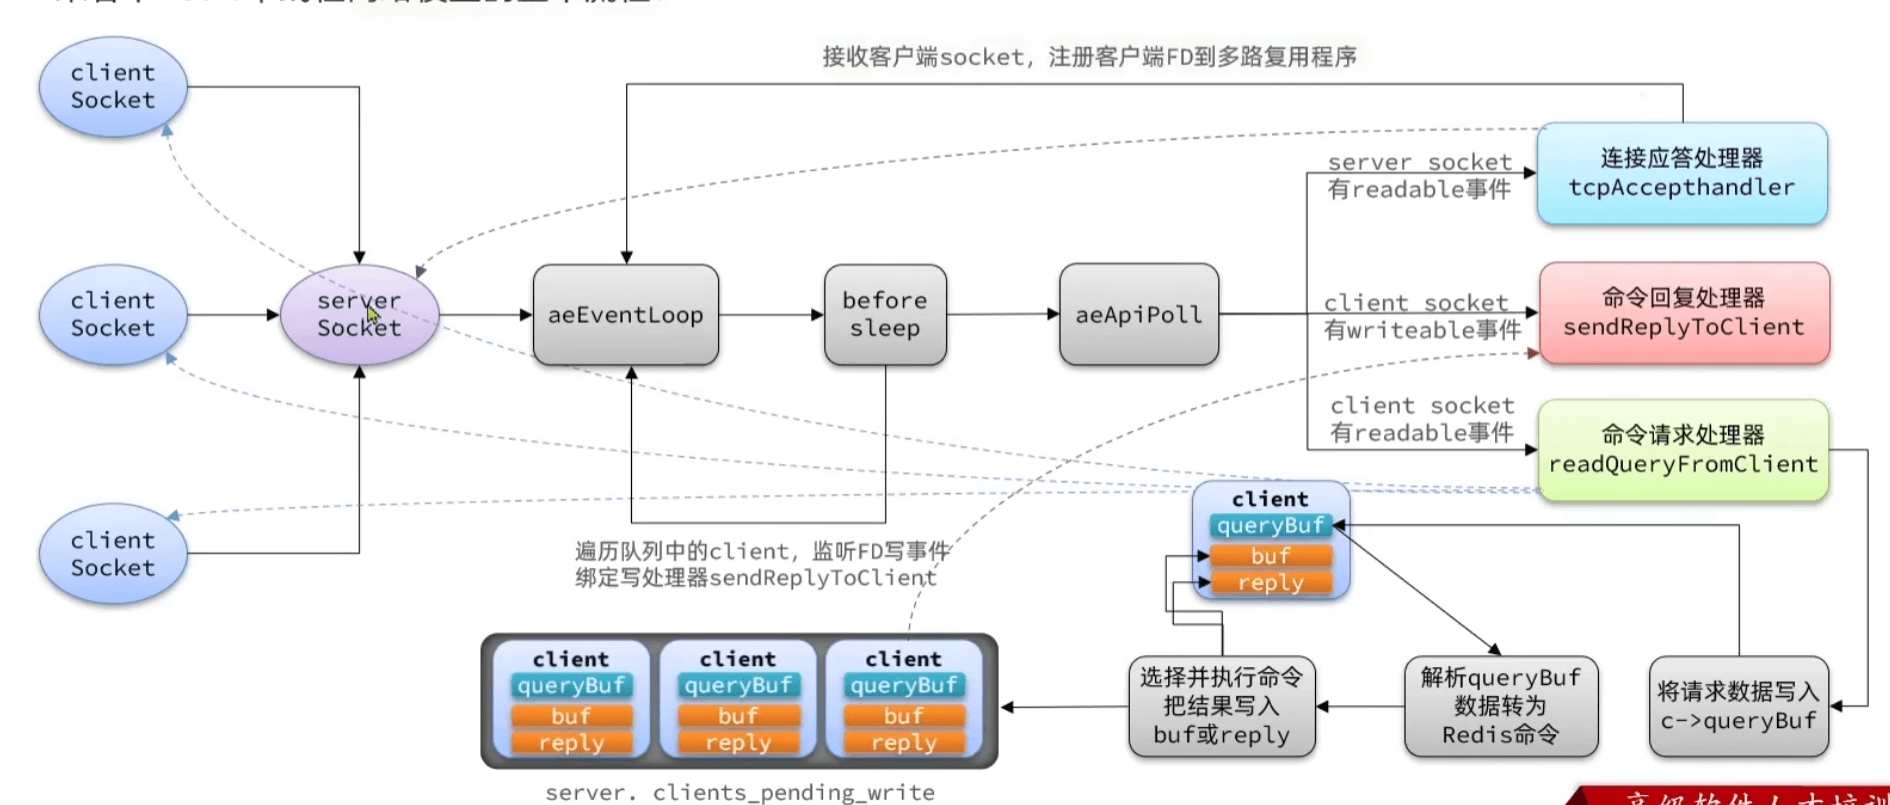 接收客户端socket，注册客户端FD到多路复用程序
client
Socket
server socket
有readable事件
连接应答处理器
tcpAccepthandler
client
Socket
server
Socket
aeEventLoop
before
sleep
aeApiPoll
client socket
有writeable事件
命令回复处理器
sendReplyToClient
client socket
有readable事件
命令请求处理器
readQueryFromClient
client
Socket
遍历队列中的client，监听FD写事件
绑定写处理器sendReplyToClient
client
queryBuf
buf
reply
client
queryBuf
buf
reply
client
queryBuf
buf
reply
client
queryBuf
buf
reply
选择并执行命令
把结果写入
buf或reply
解析queryBuf
数据转为
Redis命令
将请求数据写入
c->queryBuf
server. clients_pending_write